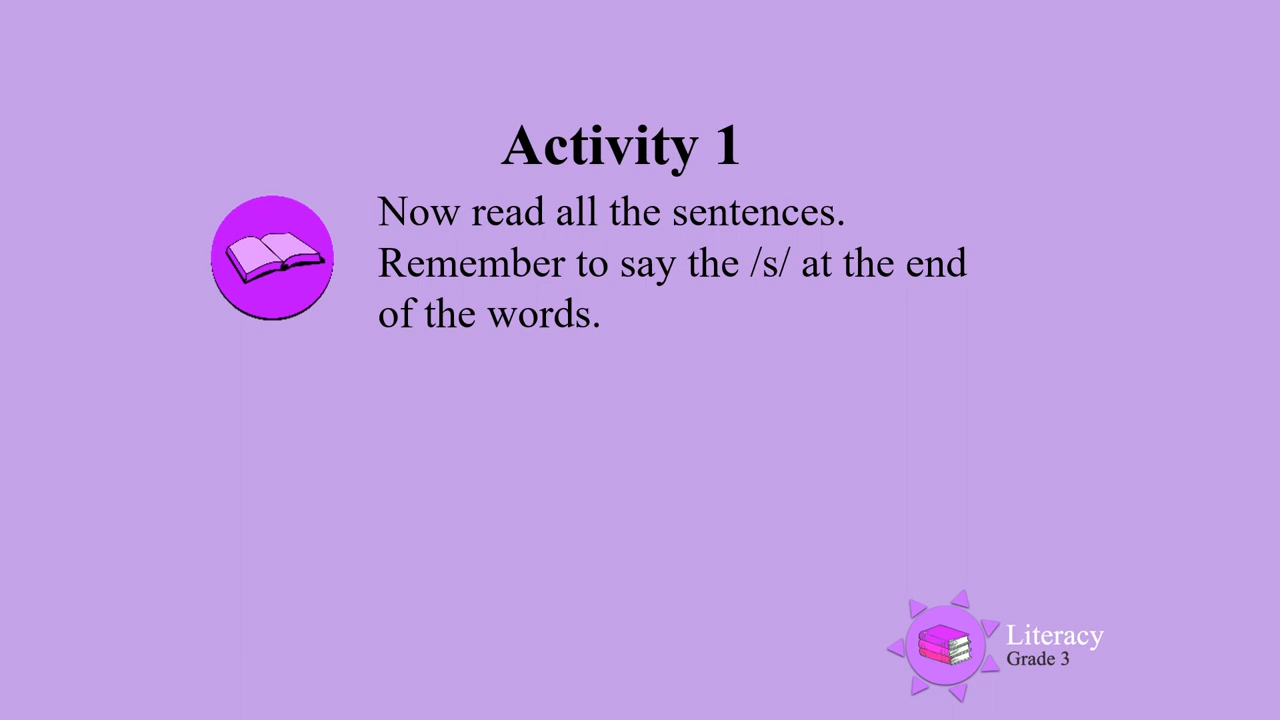 Activity 1
Now read all the sentences.
Remember to say the /s/ at the end
of the words.
Literacy
Grade 3